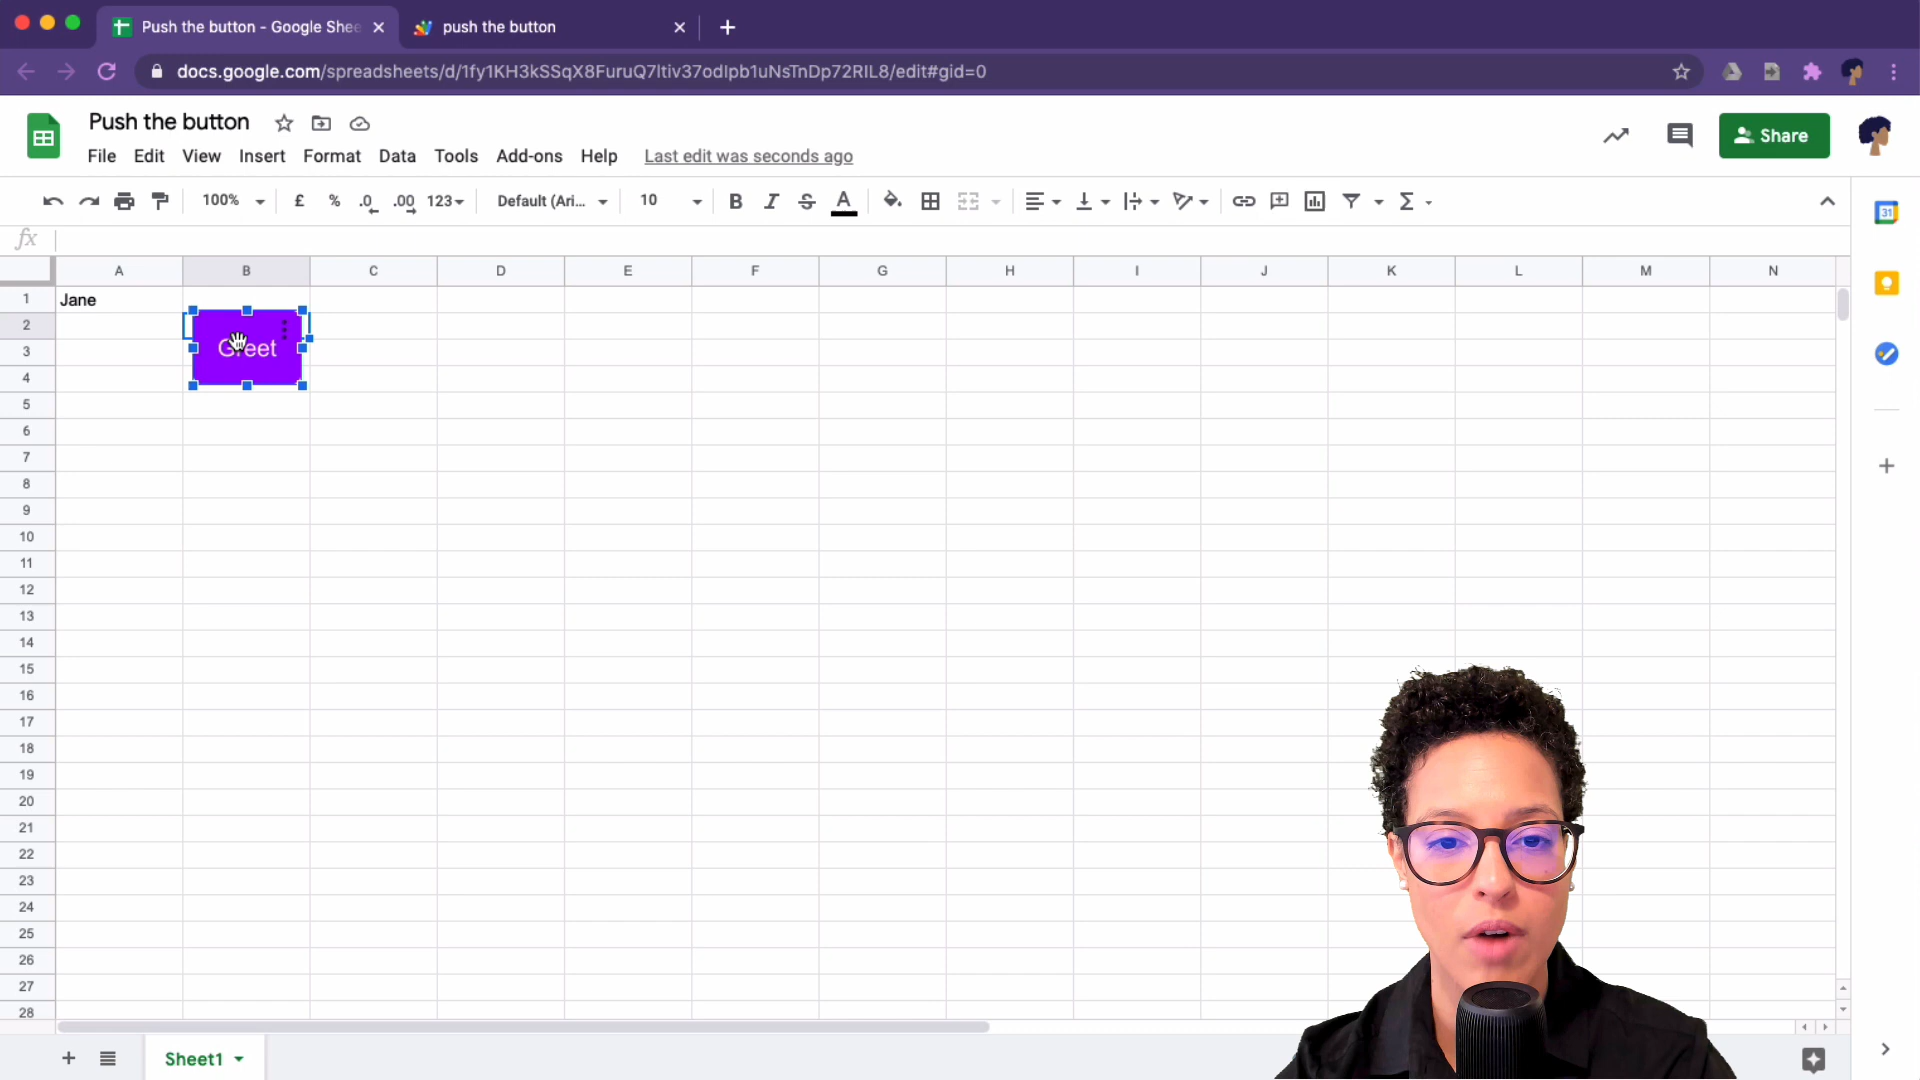 Push the button - Google Shee
push the button
docs.google.com/spreadsheets/d/1fy1KH3kSSqX8FuruQ7ltiv37odIpb1uNsTnDp72RIL8/edit#gid=0
Push the button
File Edit View Insert Format Data Tools Add-ons Help Last edit was seconds ago
Share
100% £ % .0 .00 123 Default (Ari... 10 B I S A Σ
31
fx
A B C D E F G H I J K L M N
1 Jane
2
3 Greet
4
5
6
7
8
9
10
11
12
13
14
15
16
17
18
19
20
21
22
23
24
25
26
27
28
Sheet1